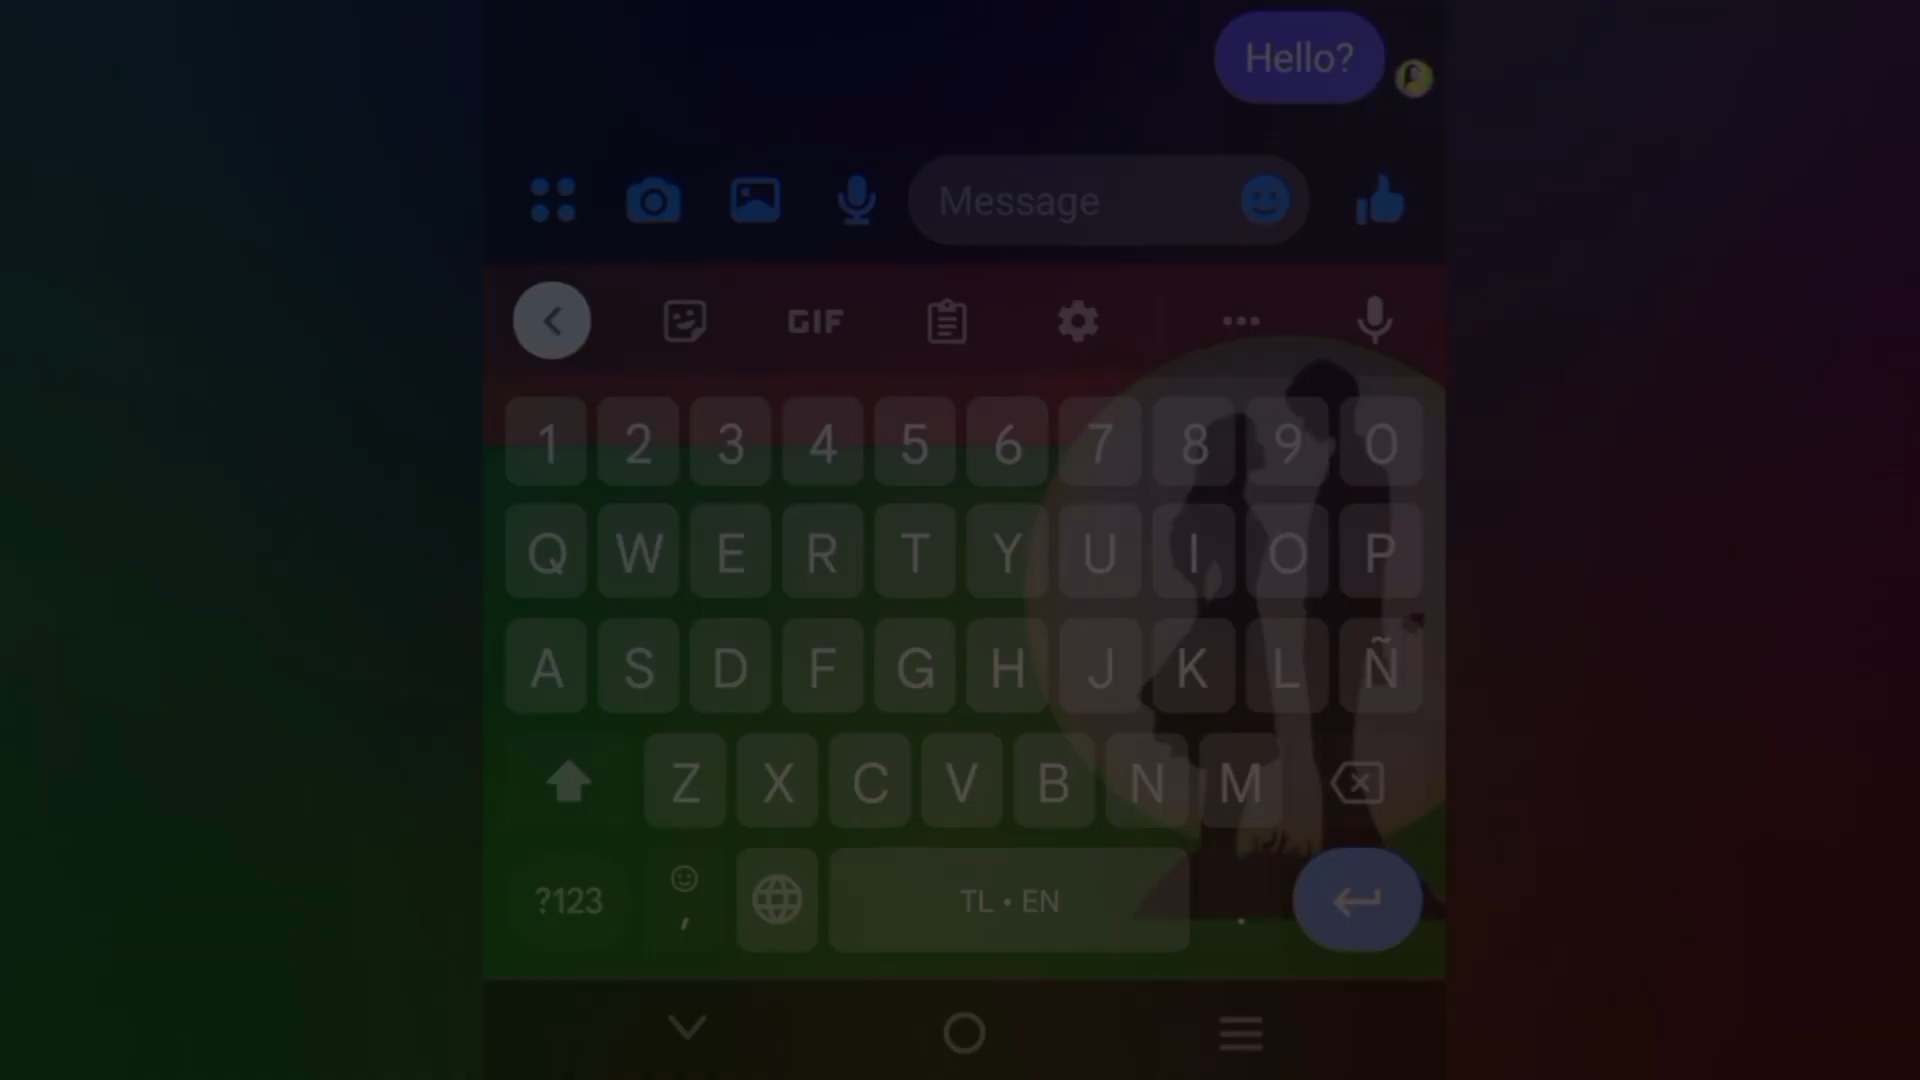 Hello?
Message
GIF
1 2 3 4 5 6 7 8 9 0
Q W E R T Y U I O P
A S D F G H J K L Ñ
Z X C V B N M
?123 , TL • EN .